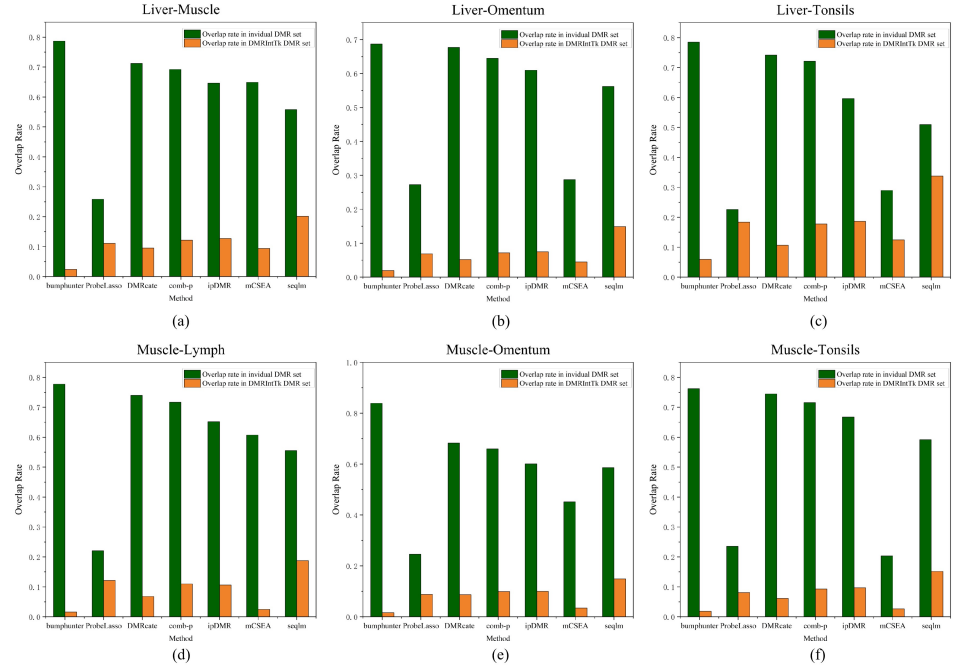 Liver-Muscle
Overlap rate in invidual DMR set
Overlap rate in DMRIntTk DMR set
Overlap Rate
0.8
0.7
0.6
0.5
0.4
0.3
0.2
0.1
0.0
bumphunter ProbeLasso DMRcate comb-p ipDMR mCSEA seqlm
Method
(a)
Liver-Omentum
Overlap rate in invidual DMR set
Overlap rate in DMRIntTk DMR set
Overlap Rate
0.7
0.6
0.5
0.4
0.3
0.2
0.1
0.0
bumphunter ProbeLasso DMRcate comb-p ipDMR mCSEA seqlm
Method
(b)
Liver-Tonsils
Overlap rate in invidual DMR set
Overlap rate in DMRIntTk DMR set
Overlap Rate
0.8
0.7
0.6
0.5
0.4
0.3
0.2
0.1
0.0
bumphunter ProbeLasso DMRcate comb-p ipDMR mCSEA seqlm
Method
(c)
Muscle-Lymph
Overlap rate in invidual DMR set
Overlap rate in DMRIntTk DMR set
Overlap Rate
0.8
0.7
0.6
0.5
0.4
0.3
0.2
0.1
0.0
bumphunter ProbeLasso DMRcate comb-p ipDMR mCSEA seqlm
Method
(d)
Muscle-Omentum
Overlap rate in invidual DMR set
Overlap rate in DMRIntTk DMR set
Overlap Rate
1.0
0.8
0.6
0.4
0.2
0.0
bumphunter ProbeLasso DMRcate comb-p ipDMR mCSEA seqlm
Method
(e)
Muscle-Tonsils
Overlap rate in invidual DMR set
Overlap rate in DMRIntTk DMR set
Overlap Rate
0.8
0.7
0.6
0.5
0.4
0.3
0.2
0.1
0.0
bumphunter ProbeLasso DMRcate comb-p ipDMR mCSEA seqlm
Method
(f)